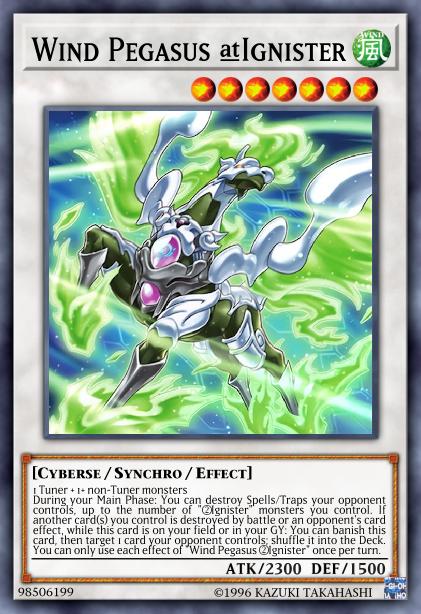 WIND PEGASUS @IGNISTER
WIND
風
[CYBERSE / SYNCHRO / EFFECT]
1 Tuner + 1+ non-Tuner monsters
During your Main Phase: You can destroy Spells/Traps your opponent
controls, up to the number of "@Ignister" monsters you control. If
another card(s) you control is destroyed by battle or an opponent's card
effect, while this card is on your field or in your GY: You can banish this
card, then target 1 card your opponent controls; shuffle it into the Deck.
You can only use each effect of "Wind Pegasus @Ignister" once per turn.
ATK/2300 DEF/1500
98506199
©1996 KAZUKI TAKAHASHI